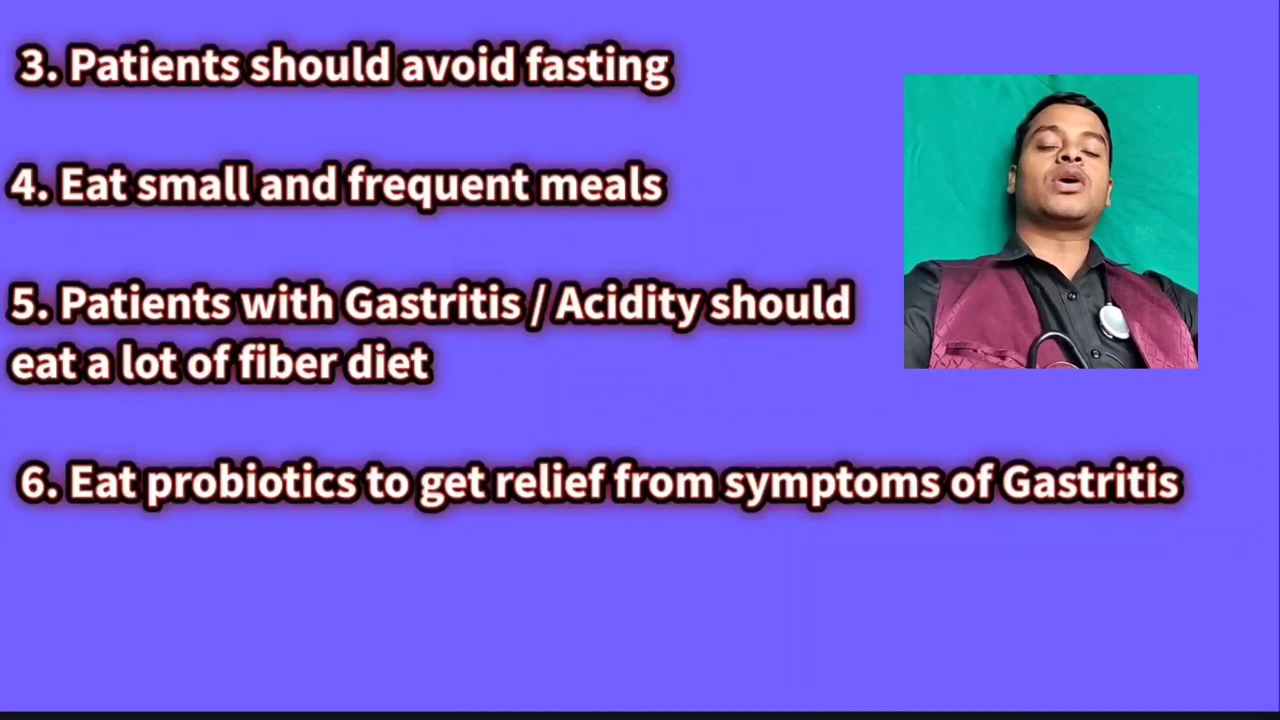 3. Patients should avoid fasting
4. Eat small and frequent meals
5. Patients with Gastritis / Acidity should
eat a lot of fiber diet
6. Eat probiotics to get relief from symptoms of Gastritis